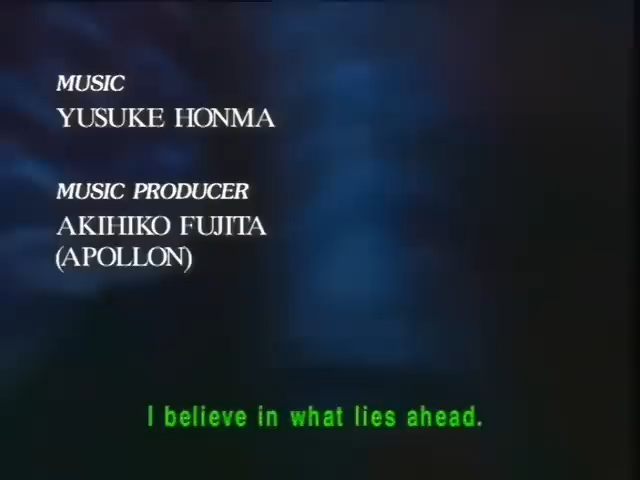 MUSIC
YUSUKE HONMA
MUSIC PRODUCER
AKIHIKO FUJITA
(APOLLON)
I believe in what lies ahead.